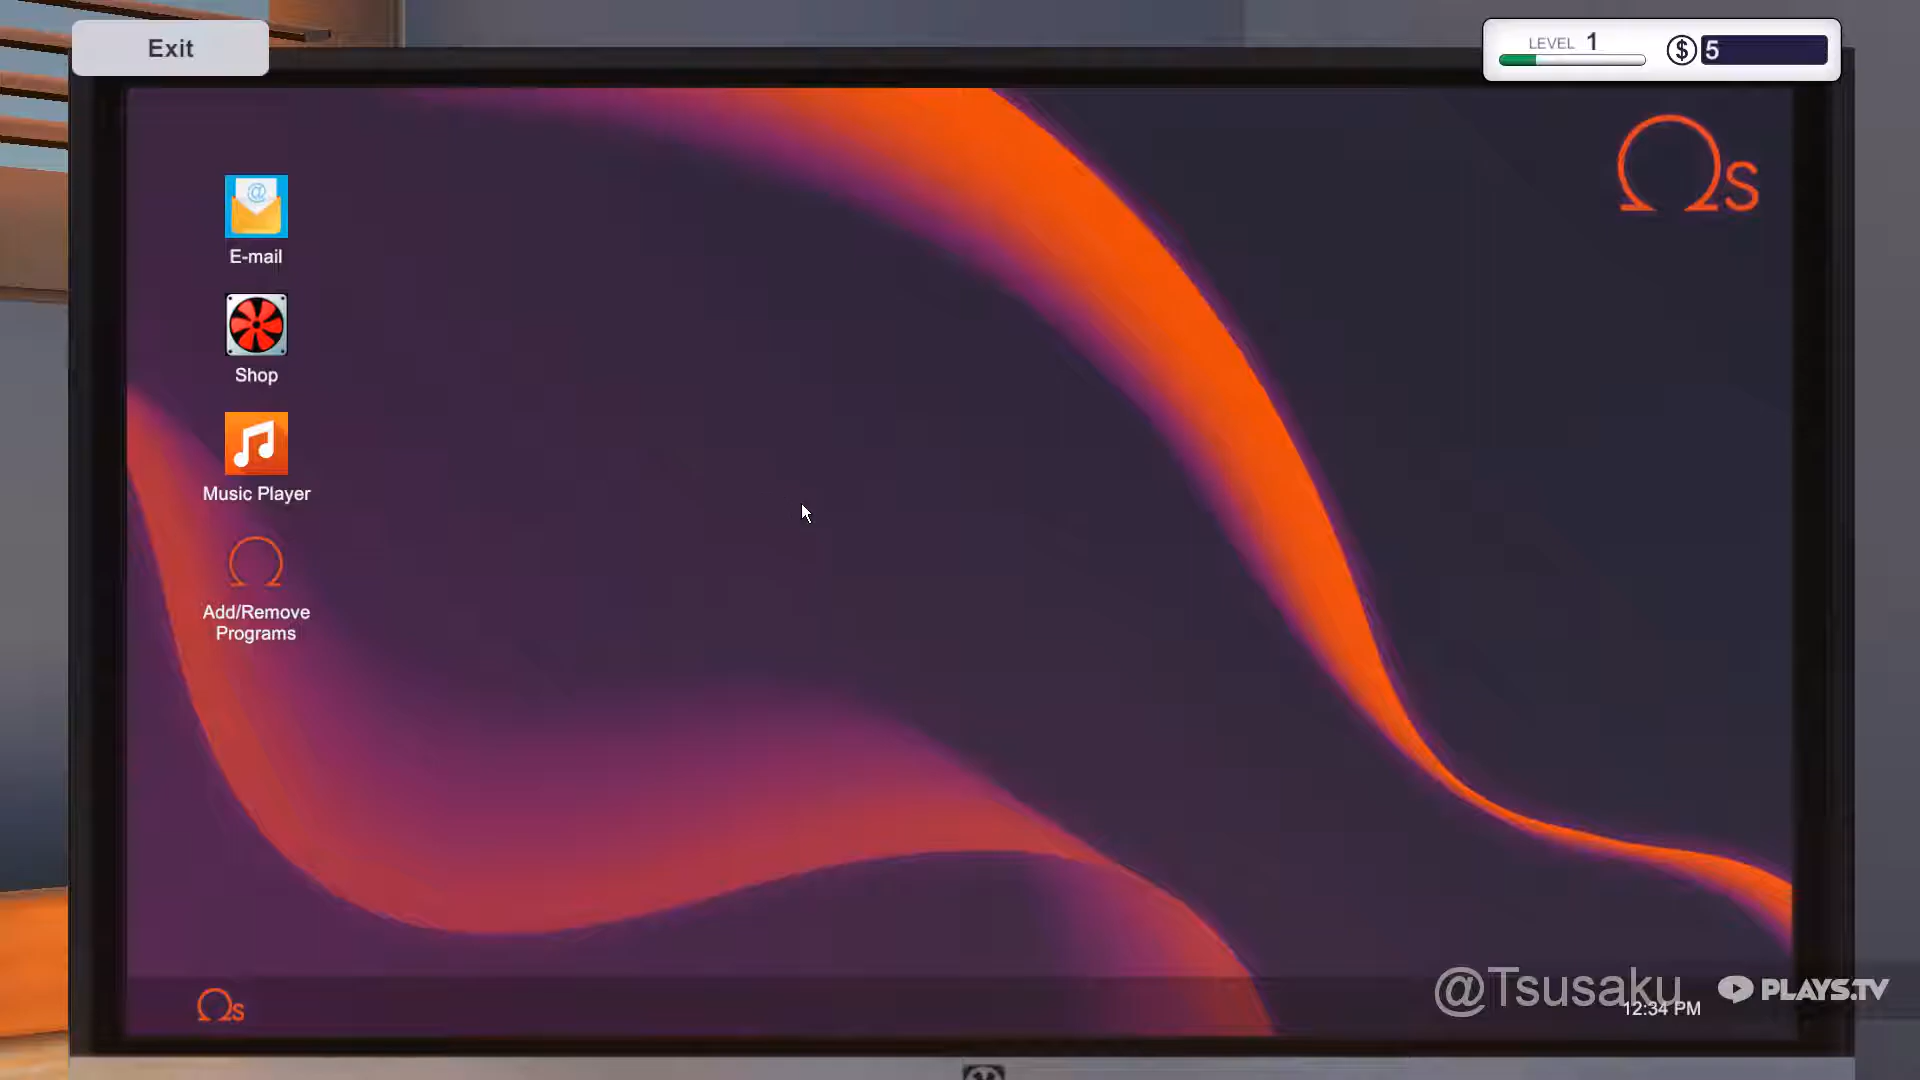 Exit
LEVEL 1
$ 5
Ωs
E-mail
Shop
Music Player
Add/Remove
Programs
Ωs
@Tsusaku
PLAYS.TV
12:34 PM